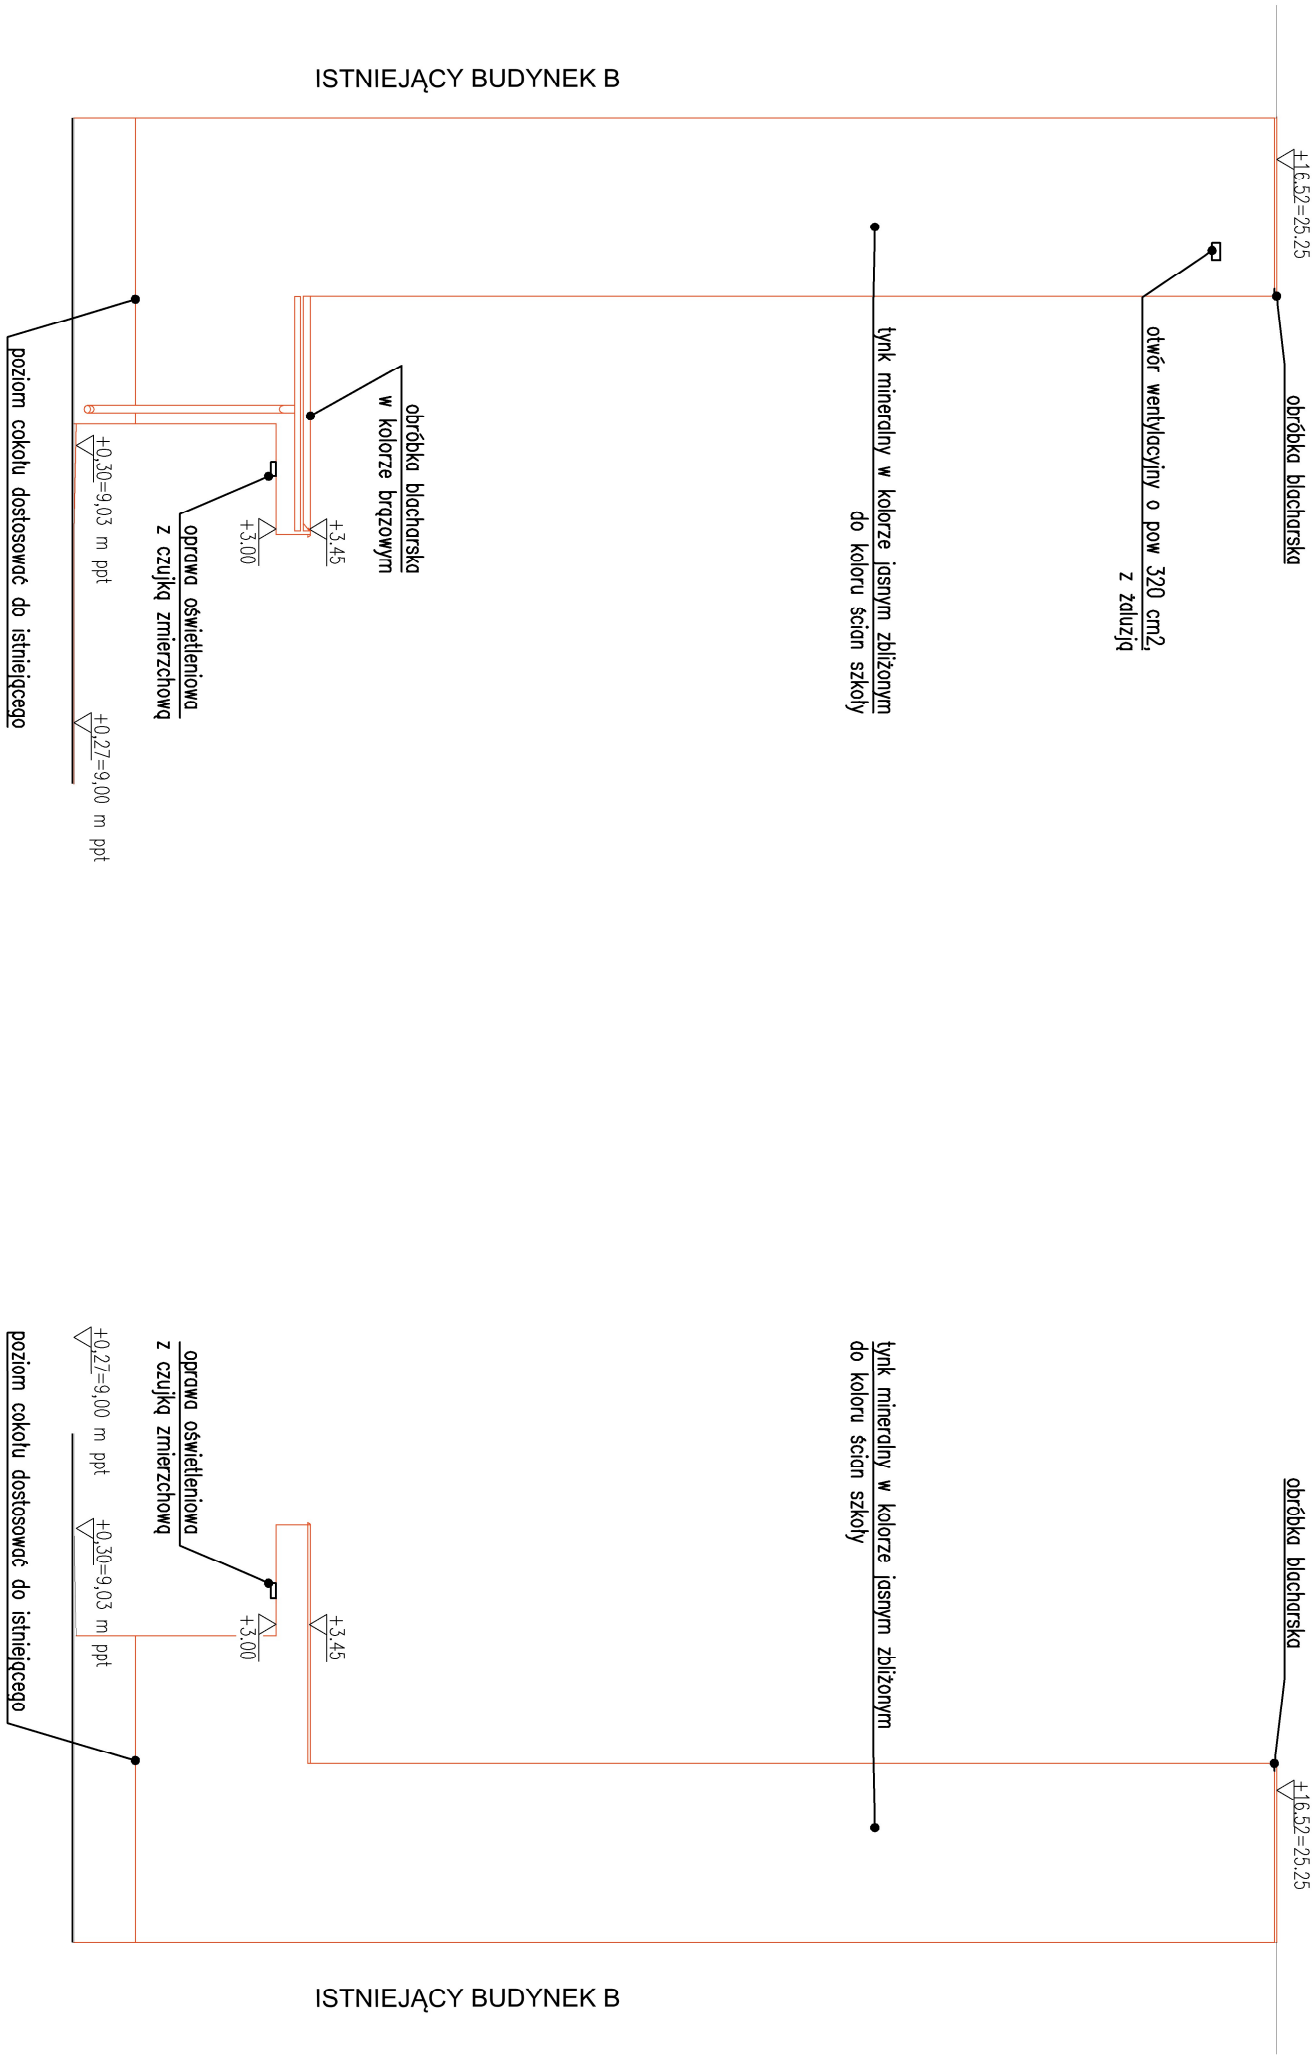 ISTNIEJĄCY BUDYNEK B
+16.52=25.25
obróbka blacharska
otwór wentylacyjny o pow 320 cm2,
z żaluzją
tynk mineralny w kolorze jasnym zbliżonym
do koloru ścian szkoły
obróbka blacharska
w kolorze brązowym
+3.45
+3.00
oprawa oświetleniowa
z czujką zmierzchową
+0,30=9,03 m ppt
+0,27=9,00 m ppt
poziom cokołu dostosować do istniejącego
obróbka blacharska
+16.52=25.25
tynk mineralny w kolorze jasnym zbliżonym
do koloru ścian szkoły
+3.45
+3.00
oprawa oświetleniowa
z czujką zmierzchową
+0,27=9,00 m ppt
+0,30=9,03 m ppt
poziom cokołu dostosować do istniejącego
ISTNIEJĄCY BUDYNEK B